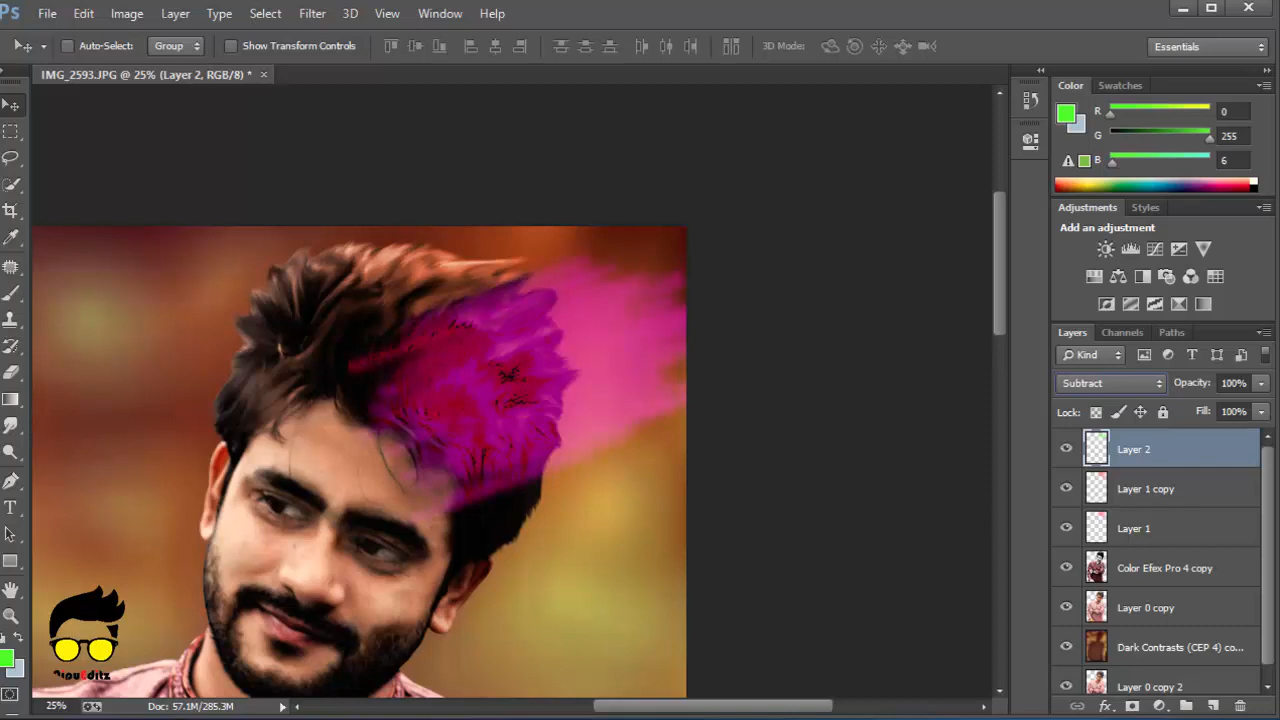 Ps File Edit Image Layer Type Select Filter 3D View Window Help
Auto-Select: Group Show Transform Controls 3D Mode: Essentials
IMG_2593.JPG @ 25% (Layer 2, RGB/8) * ×
Color Swatches
R 0
G 255
B 6
Adjustments Styles
Add an adjustment
Layers Channels Paths
Kind
Subtract Opacity: 100%
Lock: Fill: 100%
Layer 2
Layer 1 copy
Layer 1
Color Efex Pro 4 copy
Layer 0 copy
Dark Contrasts (CEP 4) co...
Layer 0 copy 2
25% Doc: 57.1M/285.3M